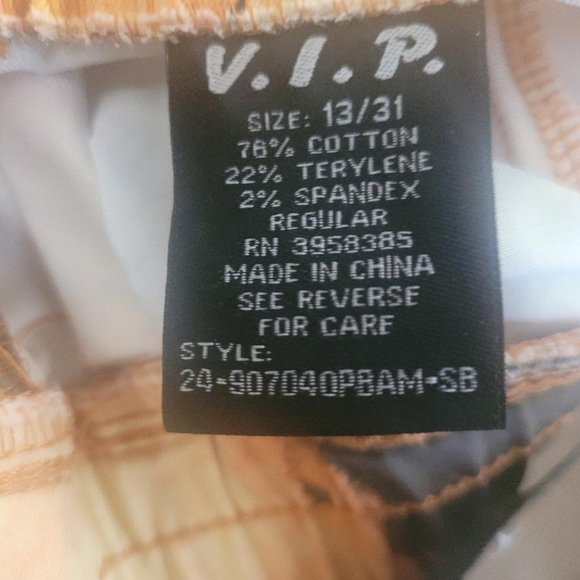 V.I.P.
SIZE: 13/31
76% COTTON
22% TERYLENE
2% SPANDEX
REGULAR
RN 3958385
MADE IN CHINA
SEE REVERSE
FOR CARE
STYLE:
24-907040PBAM-SB